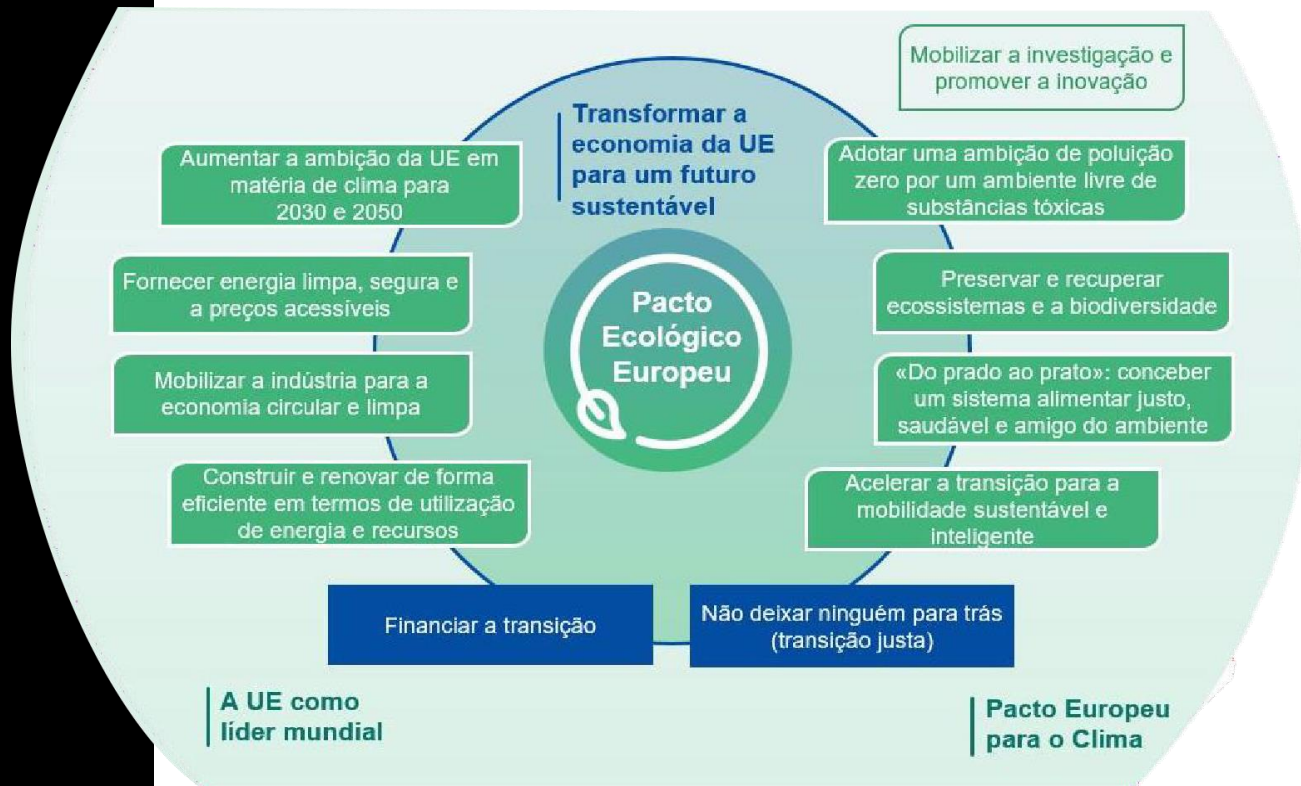 Mobilizar a investigação e
promover a inovação
Transformar a
economia da UE
para um futuro
sustentável
Aumentar a ambição da UE em
matéria de clima para
2030 e 2050
Fornecer energia limpa, segura e
a preços acessíveis
Mobilizar a indústria para a
economia circular e limpa
Construir e renovar de forma
eficiente em termos de utilização
de energia e recursos
Pacto
Ecológico
Europeu
Adotar uma ambição de poluição
zero por um ambiente livre de
substâncias tóxicas
Preservar e recuperar
ecossistemas e a biodiversidade
«Do prado ao prato»: conceber
um sistema alimentar justo,
saudável e amigo do ambiente
Acelerar a transição para a
mobilidade sustentável e
inteligente
Financiar a transição
Não deixar ninguém para trás
(transição justa)
A UE como
líder mundial
Pacto Europeu
para o Clima